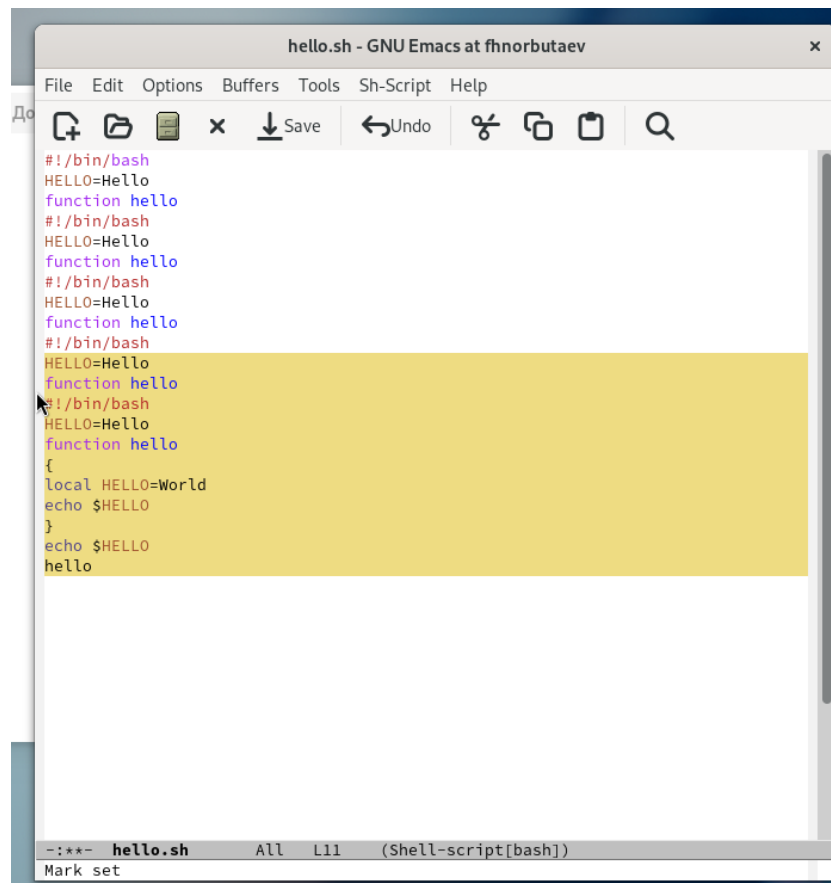 hello.sh - GNU Emacs at fhnorbutaev
File Edit Options Buffers Tools Sh-Script Help
До
Save Undo
#!/bin/bash
HELLO=Hello
function hello
#!/bin/bash
HELLO=Hello
function hello
#!/bin/bash
HELLO=Hello
function hello
#!/bin/bash
HELLO=Hello
function hello
#!/bin/bash
HELLO=Hello
function hello
{
local HELLO=World
echo $HELLO
}
echo $HELLO
hello
-:**- hello.sh All L11 (Shell-script[bash])
Mark set